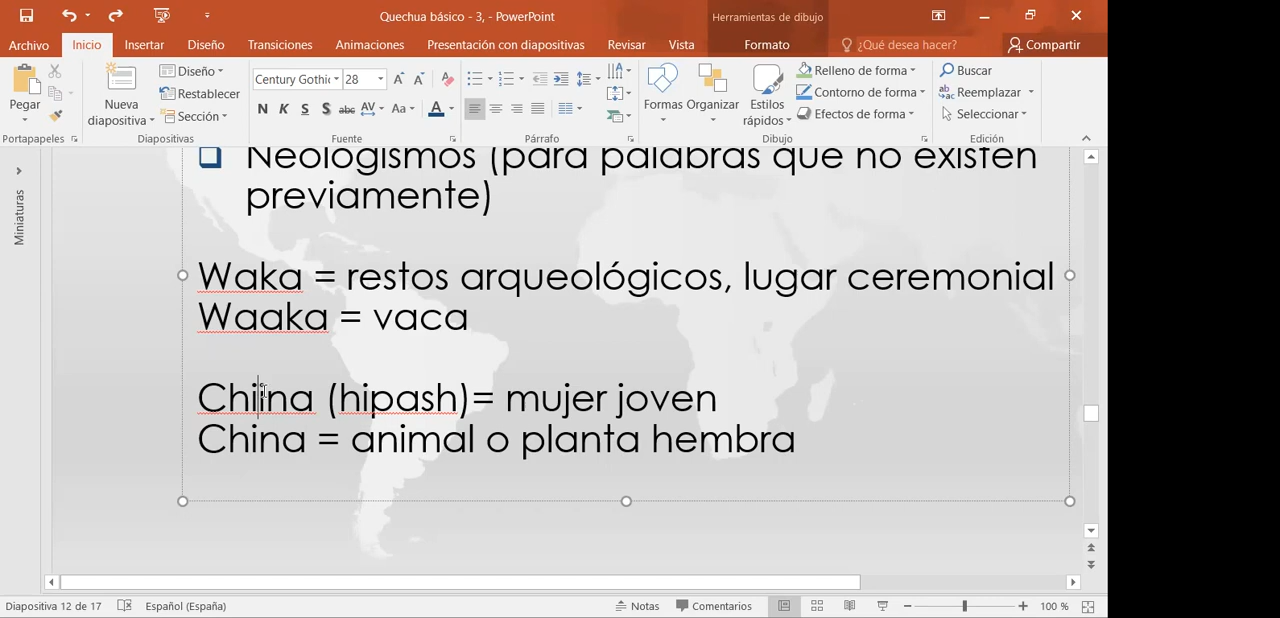 Quechua básico - 3, - PowerPoint
Herramientas de dibujo
Archivo Inicio Insertar Diseño Transiciones Animaciones Presentación con diapositivas Revisar Vista Formato ¿Qué desea hacer? Compartir
Pegar
Nueva diapositiva
Diseño
Restablecer
Sección
Century Gothic 28
N K S S abc AV Aa A
Formas Organizar Estilos rápidos
Relleno de forma
Contorno de forma
Efectos de forma
Buscar
Reemplazar
Seleccionar
Portapapeles Diapositivas Fuente Párrafo Dibujo Edición
Miniaturas
Neologismos (para palabras que no existen
previamente)
Waka = restos arqueológicos, lugar ceremonial
Waaka = vaca
Chiina (hipash)= mujer joven
China = animal o planta hembra
Diapositiva 12 de 17 Español (España) Notas Comentarios 100 %